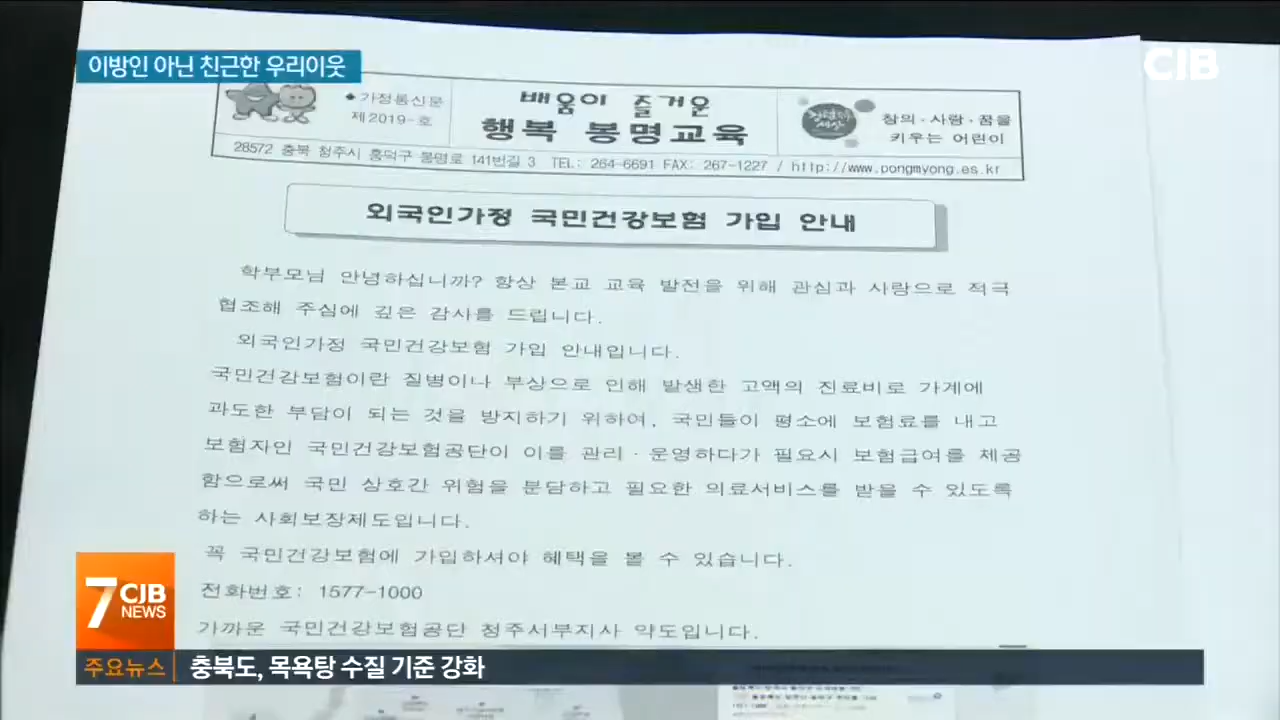 이방인 아닌 친근한 우리이웃
CJB
◆가정통신문
제2019-호
배움이 즐거운
행복 봉명교육
창의·사랑·꿈을
키우는 어린이
28572 충북 청주시 흥덕구 봉명로 141번길 3 TEL: 264-6691 FAX: 267-1227 / http://www.pongmyong.es.kr
외국인가정 국민건강보험 가입 안내
학부모님 안녕하십니까? 항상 본교 교육 발전을 위해 관심과 사랑으로 적극
협조해 주심에 깊은 감사를 드립니다.
외국인가정 국민건강보험 가입 안내입니다.
국민건강보험이란 질병이나 부상으로 인해 발생한 고액의 진료비로 가계에
과도한 부담이 되는 것을 방지하기 위하여, 국민들이 평소에 보험료를 내고
보험자인 국민건강보험공단이 이를 관리·운영하다가 필요시 보험급여를 제공
함으로써 국민 상호간 위험을 분담하고 필요한 의료서비스를 받을 수 있도록
하는 사회보장제도입니다.
꼭 국민건강보험에 가입하셔야 혜택을 볼 수 있습니다.
전화번호: 1577-1000
가까운 국민건강보험공단 청주서부지사 약도입니다.
7 CJB
NEWS
주요뉴스 충북도, 목욕탕 수질 기준 강화